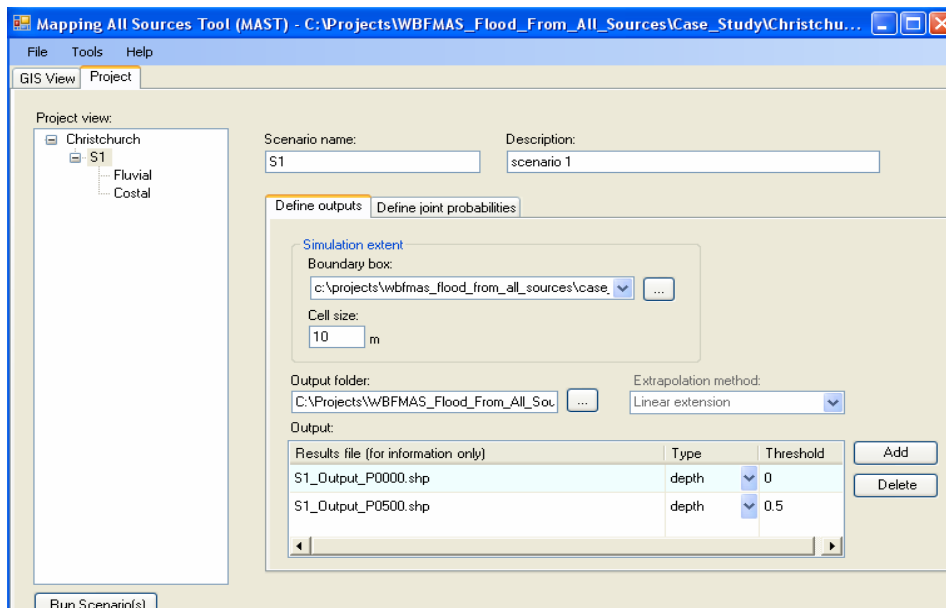 Mapping All Sources Tool (MAST) - C:\Projects\WBFMAS_Flood_From_All_Sources\Case_Study\Christchu...
File Tools Help
GIS View Project
Project view:
Christchurch
S1
Fluvial
Costal
Scenario name:
S1
Description:
scenario 1
Define outputs Define joint probabilities
Simulation extent
Boundary box:
c:\projects\wbfmas_flood_from_all_sources\case_
...
Cell size:
10 m
Output folder:
C:\Projects\WBFMAS_Flood_From_All_Sou
...
Extrapolation method:
Linear extension
Output:
Results file (for information only) Type Threshold
S1_Output_P0000.shp depth 0
S1_Output_P0500.shp depth 0.5
Add
Delete
Run Scenario(s)